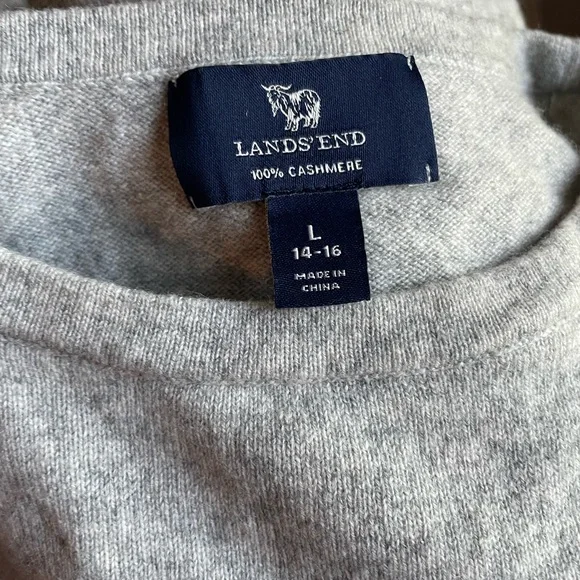 LANDS' END
100% CASHMERE
L
14-16
MADE IN
CHINA